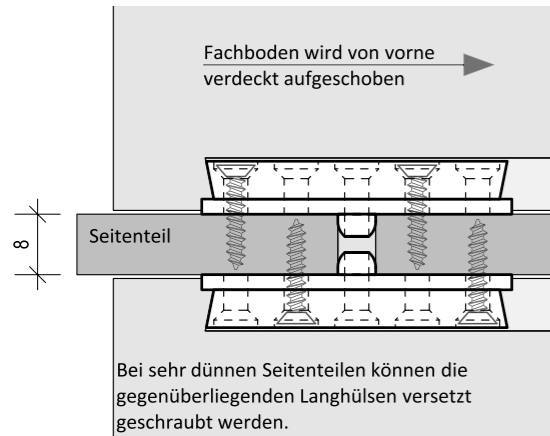 Fachboden wird von vorne
verdeckt aufgeschoben
8
Seitenteil
Bei sehr dünnen Seitenteilen können die
gegenüberliegenden Langhülsen versetzt
geschraubt werden.